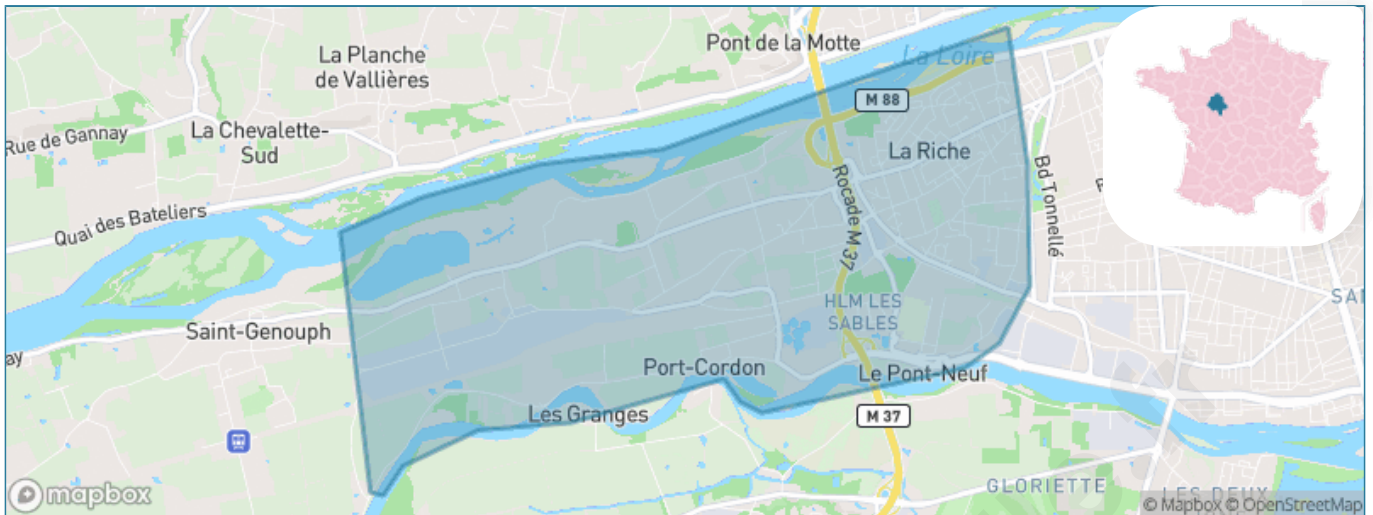 Pont de la Motte
La Loire
La Planche
de Vallières
M 88
Rue de Gannay
La Chevalette-
Sud
La Riche
Bd Tonnellé
Quai des Bateliers
Rocade M 37
HLM LES
SABLES
Saint-Genouph
Port-Cordon
Le Pont-Neuf
Les Granges
M 37
GLORIETTE
LES DEUX
mapbox
© Mapbox © OpenStreetMap